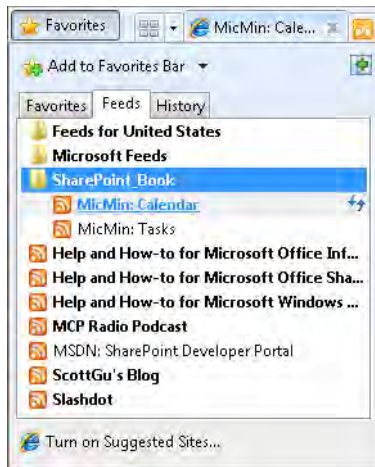 Favorites
MicMin: Cale...
Add to Favorites Bar
Favorites Feeds History
Feeds for United States
Microsoft Feeds
SharePoint_Book
MicMin: Calendar
MicMin: Tasks
Help and How-to for Microsoft Office Inf...
Help and How-to for Microsoft Office Sha...
Help and How-to for Microsoft Windows ...
MCP Radio Podcast
MSDN: SharePoint Developer Portal
ScottGu's Blog
Slashdot
Turn on Suggested Sites...